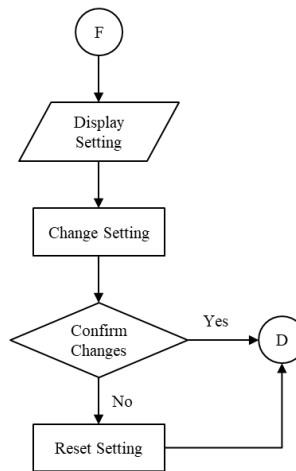 F
Display
Setting
Change Setting
Confirm
Changes
Yes
D
No
Reset Setting